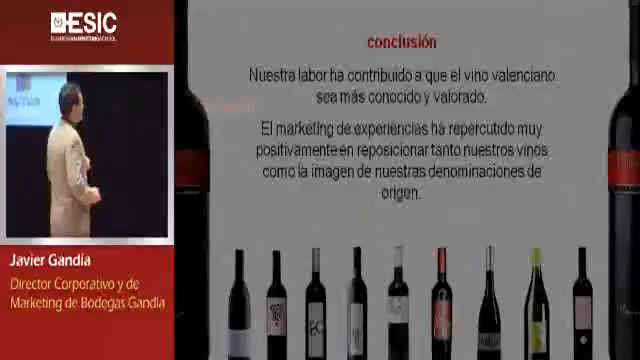 ESIC
Javier Gandía
Director Corporativo y de
Marketing de Bodegas Gandía
conclusión
Nuestra labor ha contribuido a que el vino valenciano
sea más conocido y valorado.
El marketing de experiencias ha repercutido muy
positivamente en reposicionar tanto nuestros vinos
como la imagen de nuestras denominaciones de
origen.